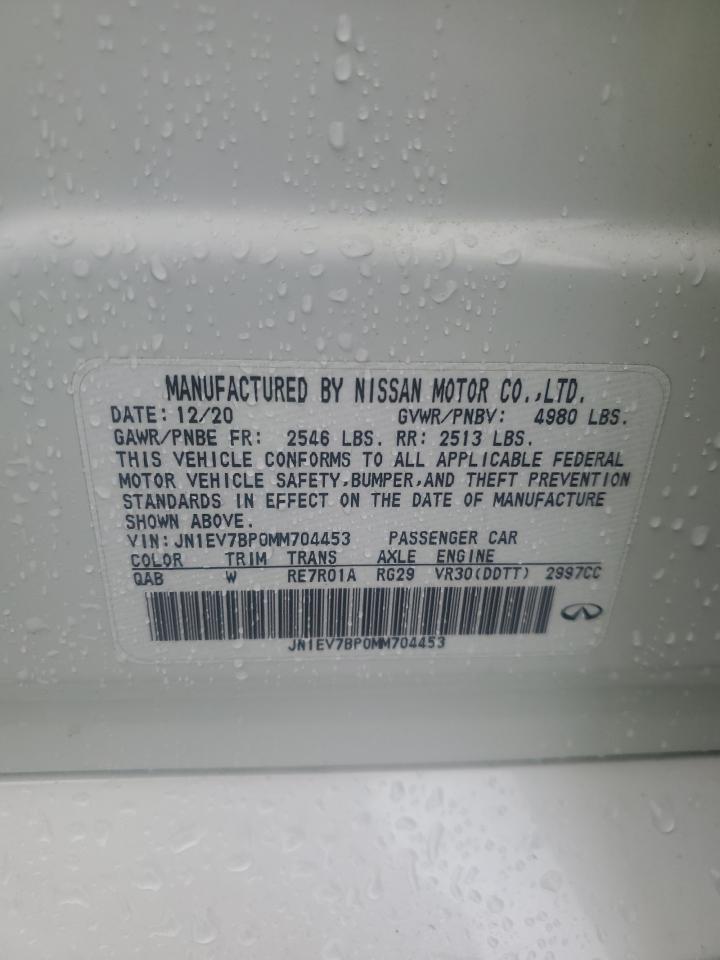 MANUFACTURED BY NISSAN MOTOR CO.,LTD.
DATE: 12/20 GVWR/PNBV: 4980 LBS.
GAWR/PNBE FR: 2546 LBS. RR: 2513 LBS.
THIS VEHICLE CONFORMS TO ALL APPLICABLE FEDERAL
MOTOR VEHICLE SAFETY,BUMPER,AND THEFT PREVENTION
STANDARDS IN EFFECT ON THE DATE OF MANUFACTURE
SHOWN ABOVE.
VIN:JN1EV7BP0MM704453 PASSENGER CAR
COLOR TRIM TRANS AXLE ENGINE
QAB W RE7R01A RG29 VR30(DDTT) 2997CC
JN1EV7BP0MM704453